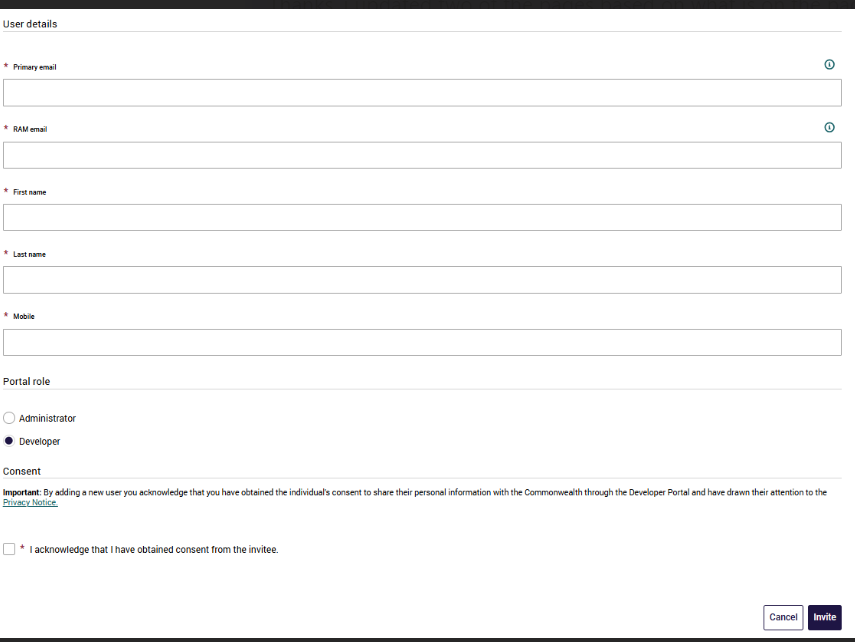 User details
* Primary email
* RAM email
* First name
* Last name
* Mobile
Portal role
Administrator
Developer
Consent
Important: By adding a new user you acknowledge that you have obtained the individual's consent to share their personal information with the Commonwealth through the Developer Portal and have drawn their attention to the
Privacy Notice.
* I acknowledge that I have obtained consent from the invitee.
Cancel Invite